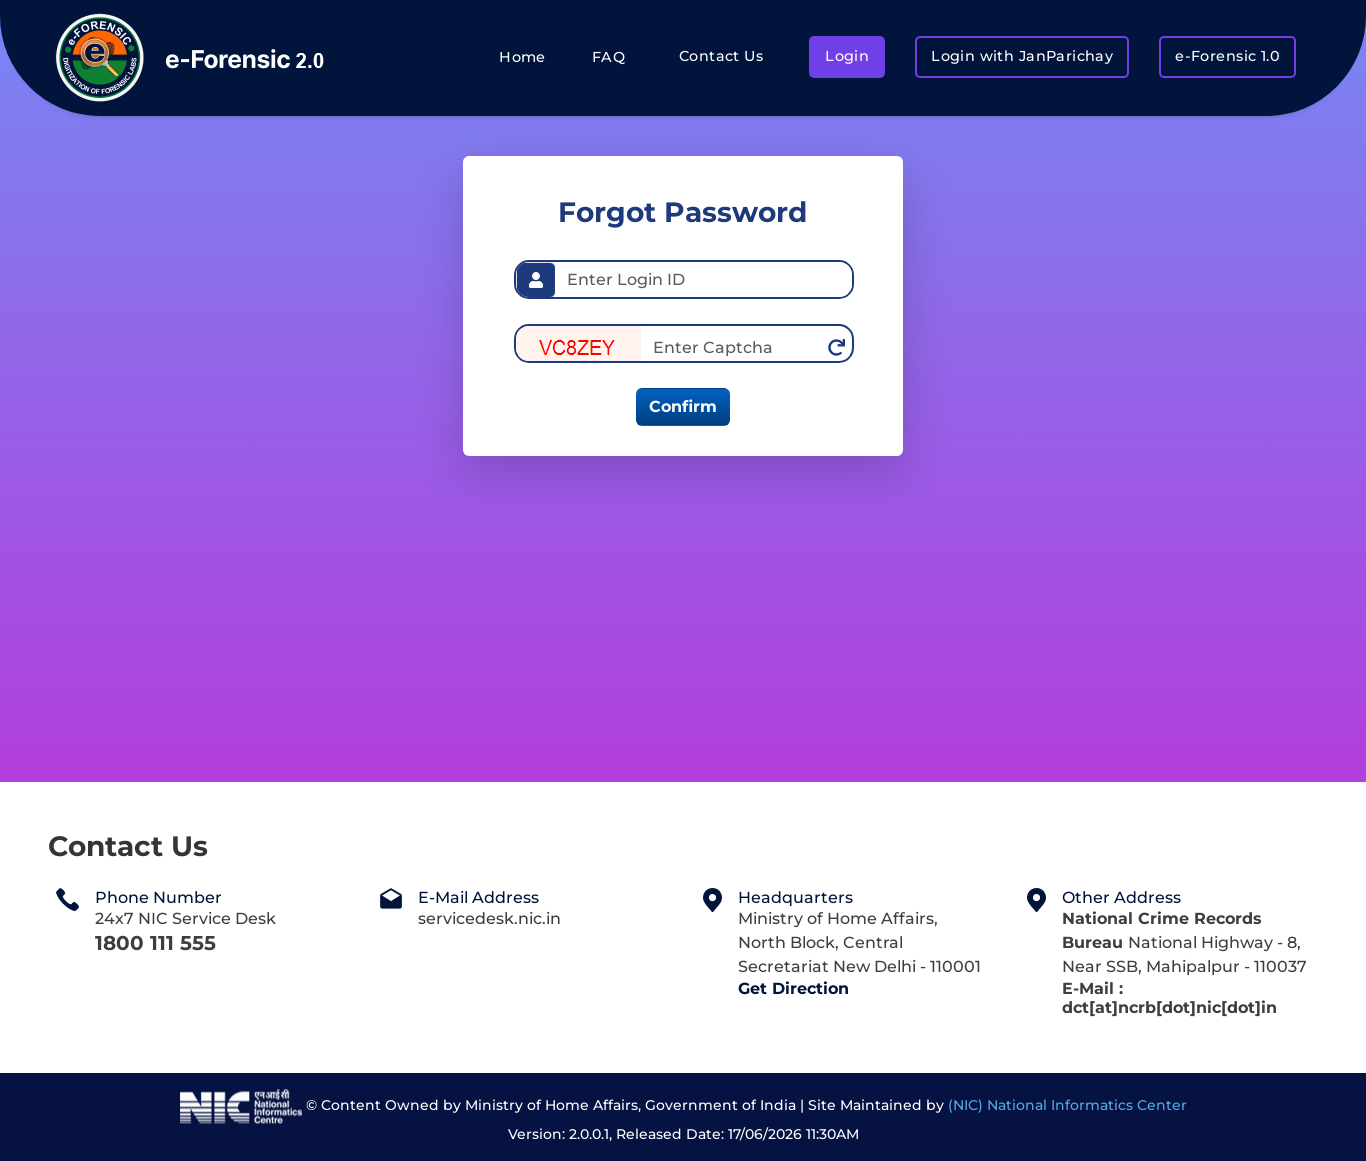 e-FORENSIC
DIGITIZATION OF FORENSIC LABS
e
e-Forensic 2.0
Home
FAQ
Contact Us
Login
Login with JanParichay
e-Forensic 1.0
Forgot Password
Enter Login ID
VC8ZEY
Enter Captcha
Confirm
Contact Us
Phone Number
24x7 NIC Service Desk
1800 111 555
E-Mail Address
servicedesk.nic.in
Headquarters
Ministry of Home Affairs,
North Block, Central
Secretariat New Delhi - 110001
Get Direction
Other Address
National Crime Records
Bureau National Highway - 8,
Near SSB, Mahipalpur - 110037
E-Mail :
dct[at]ncrb[dot]nic[dot]in
NIC
एन आई सी
National
Informatics
Centre
© Content Owned by Ministry of Home Affairs, Government of India | Site Maintained by (NIC) National Informatics Center
Version: 2.0.0.1, Released Date: 17/06/2026 11:30AM